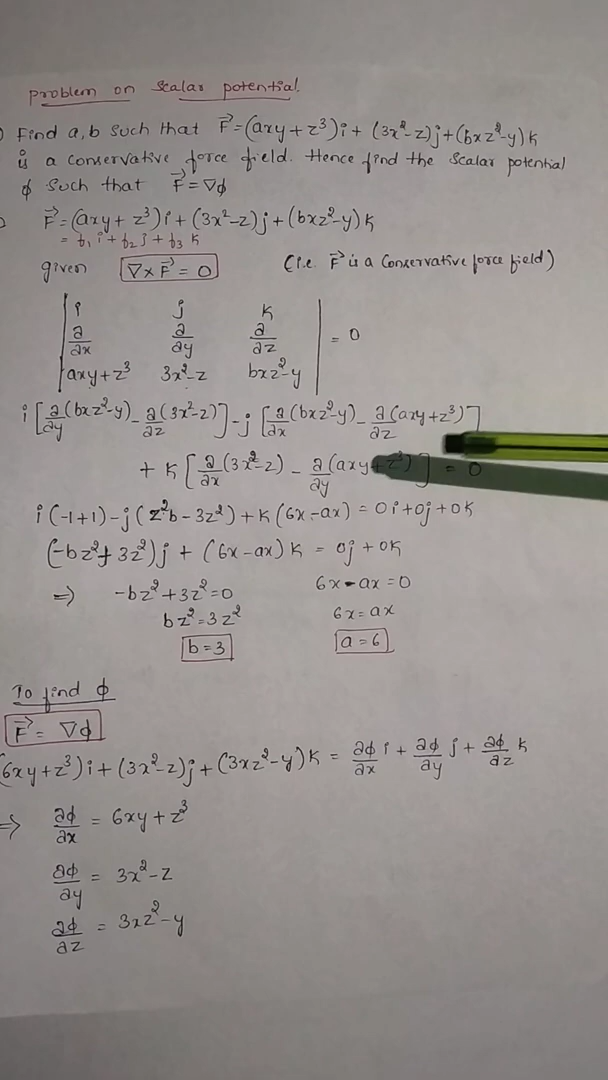 problem on Scalar potential.
) Find a,b such that F⃗ = (axy + z³)i + (3x²-z)j + (bxz²-y)k
is a conservative force field. Hence find the scalar potential
ϕ such that F⃗ = ∇ϕ
F⃗ = (axy + z³)i + (3x²-z)j + (bxz²-y)k
= f₁ i + f₂ j + f₃ k
given ∇×F⃗ = 0 (i.e. F⃗ is a conservative force field)
| i j k |
| ∂/∂x ∂/∂y ∂/∂z | = 0
| axy+z³ 3x²-z bxz²-y |
i[∂/∂y(bxz²-y) - ∂/∂z(3x²-z)] - j[∂/∂x(bxz²-y) - ∂/∂z(axy+z³)]
+ k[∂/∂x(3x²-z) - ∂/∂y(axy+z³)] = 0
i(-1+1) - j(z²b - 3z²) + k(6x-ax) = 0i + 0j + 0k
(-bz²+3z²)j + (6x-ax)k = 0j + 0k
⇒ -bz²+3z²=0 6x-ax=0
bz²=3z² 6x=ax
b=3 a=6
To find ϕ
F⃗ = ∇ϕ
(6xy+z³)i + (3x²-z)j + (3xz²-y)k = ∂ϕ/∂x i + ∂ϕ/∂y j + ∂ϕ/∂z k
⇒ ∂ϕ/∂x = 6xy+z³
∂ϕ/∂y = 3x²-z
∂ϕ/∂z = 3xz²-y